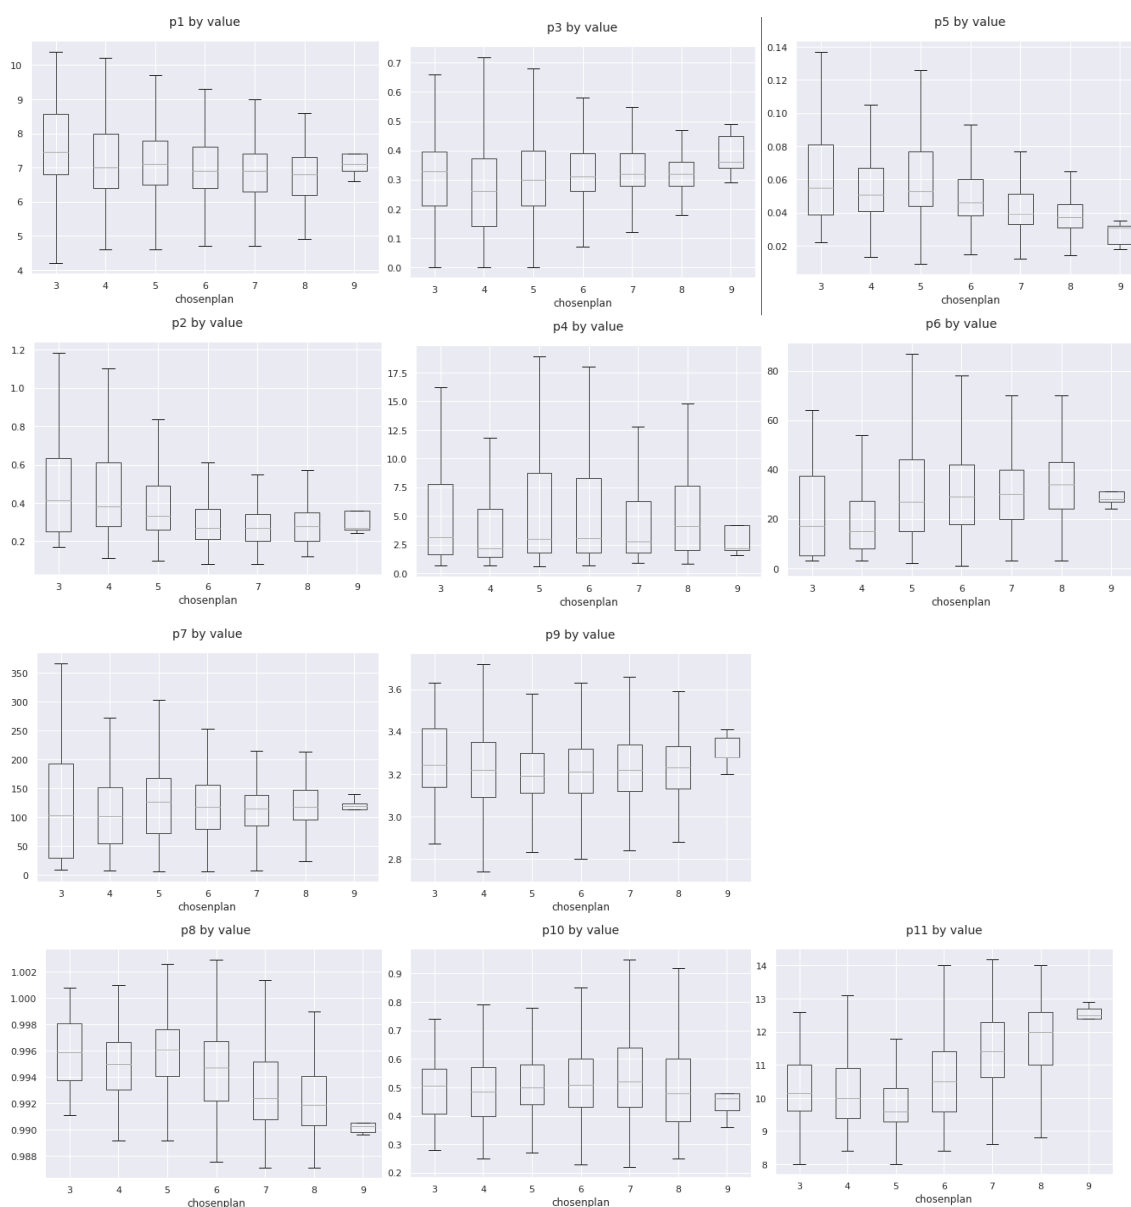 p1 by value
10
9
8
7
6
5
4
3 4 5 6 7 8 9
chosenplan
p3 by value
0.7
0.6
0.5
0.4
0.3
0.2
0.1
0.0
3 4 5 6 7 8 9
chosenplan
p5 by value
0.14
0.12
0.10
0.08
0.06
0.04
0.02
3 4 5 6 7 8 9
chosenplan
p2 by value
1.2
1.0
0.8
0.6
0.4
0.2
3 4 5 6 7 8 9
chosenplan
p4 by value
17.5
15.0
12.5
10.0
7.5
5.0
2.5
0.0
3 4 5 6 7 8 9
chosenplan
p6 by value
80
60
40
20
0
3 4 5 6 7 8 9
chosenplan
p7 by value
350
300
250
200
150
100
50
0
3 4 5 6 7 8 9
chosenplan
p9 by value
3.6
3.4
3.2
3.0
2.8
3 4 5 6 7 8 9
chosenplan
p8 by value
1.002
1.000
0.998
0.996
0.994
0.992
0.990
0.988
3 4 5 6 7 8 9
chosenplan
p10 by value
0.9
0.8
0.7
0.6
0.5
0.4
0.3
0.2
3 4 5 6 7 8 9
chosenplan
p11 by value
14
13
12
11
10
9
8
3 4 5 6 7 8 9
chosenplan